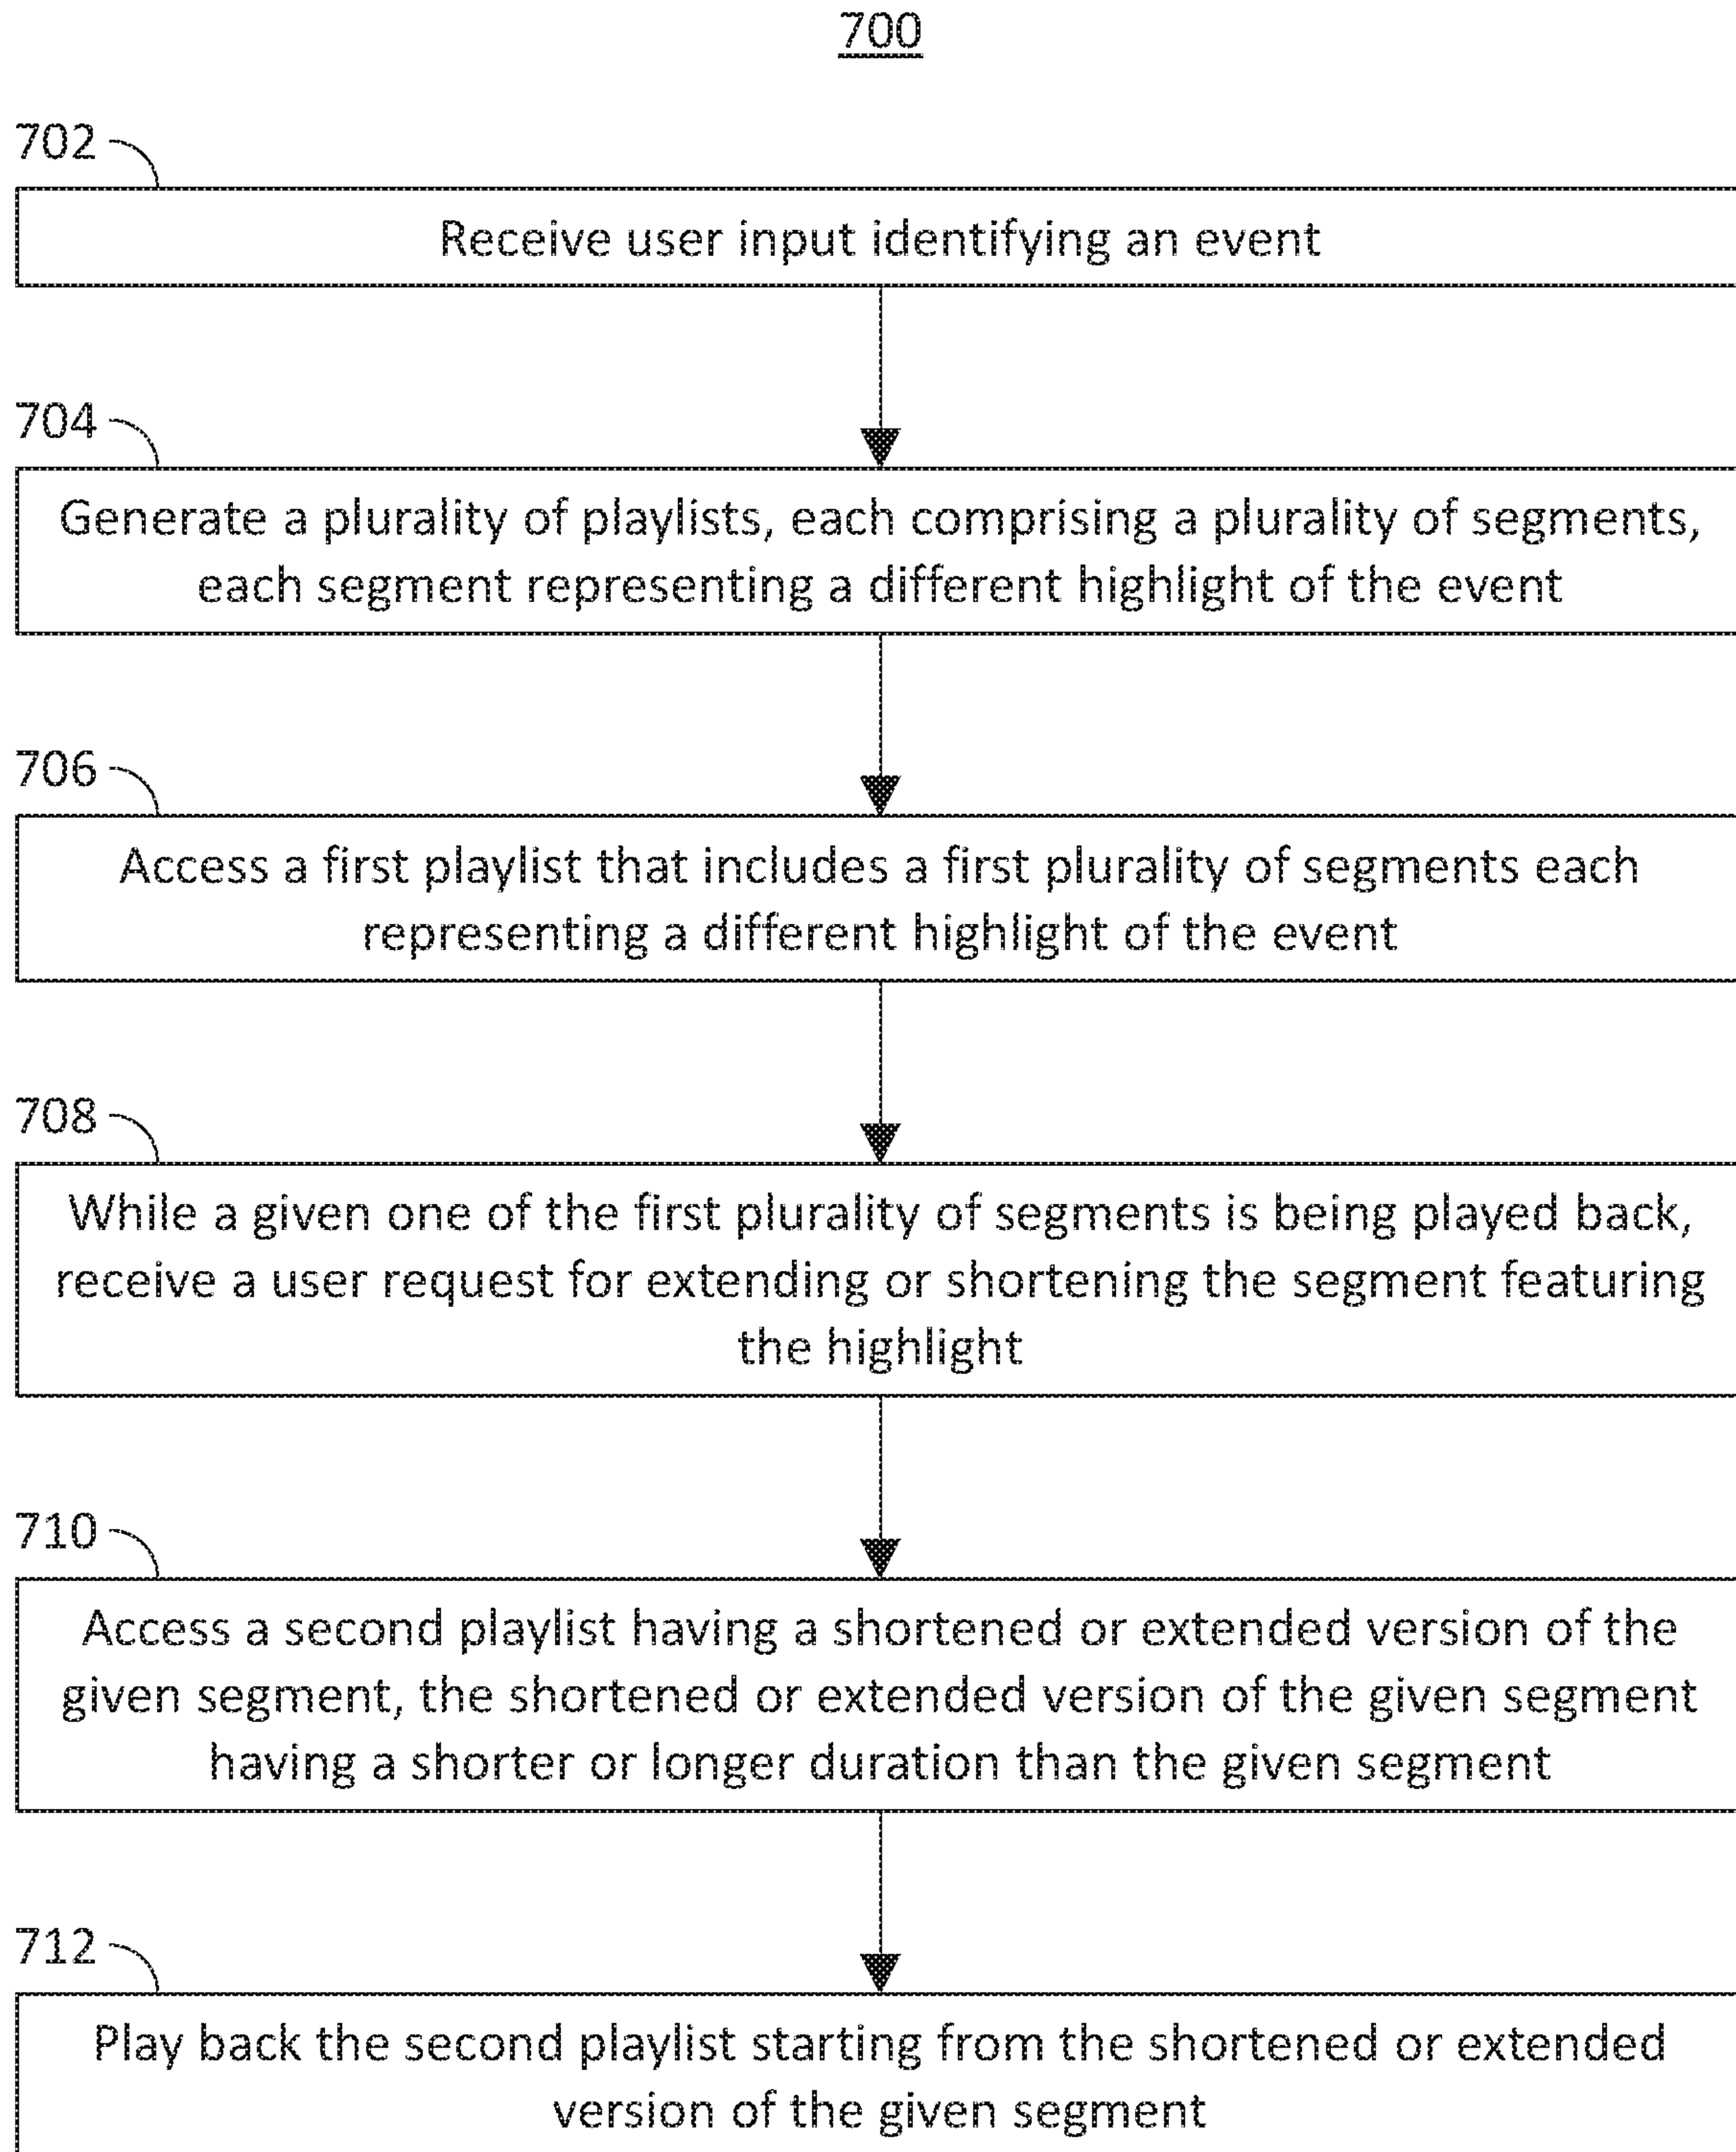 700
702
Receive user input identifying an event
704
Generate a plurality of playlists, each comprising a plurality of segments,
each segment representing a different highlight of the event
706
Access a first playlist that includes a first plurality of segments each
representing a different highlight of the event
708
While a given one of the first plurality of segments is being played back,
receive a user request for extending or shortening the segment featuring
the highlight
710
Access a second playlist having a shortened or extended version of the
given segment, the shortened or extended version of the given segment
having a shorter or longer duration than the given segment
712
Play back the second playlist starting from the shortened or extended
version of the given segment